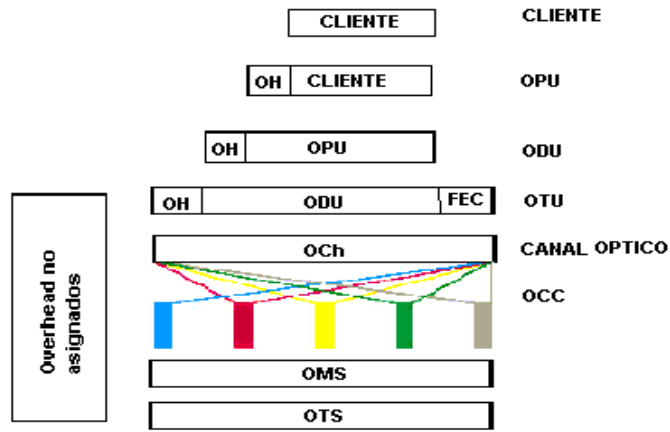 CLIENTE CLIENTE
OH CLIENTE OPU
OH OPU ODU
OH ODU FEC OTU
OCh CANAL OPTICO
OCC
Overhead no
asignados
OMS
OTS